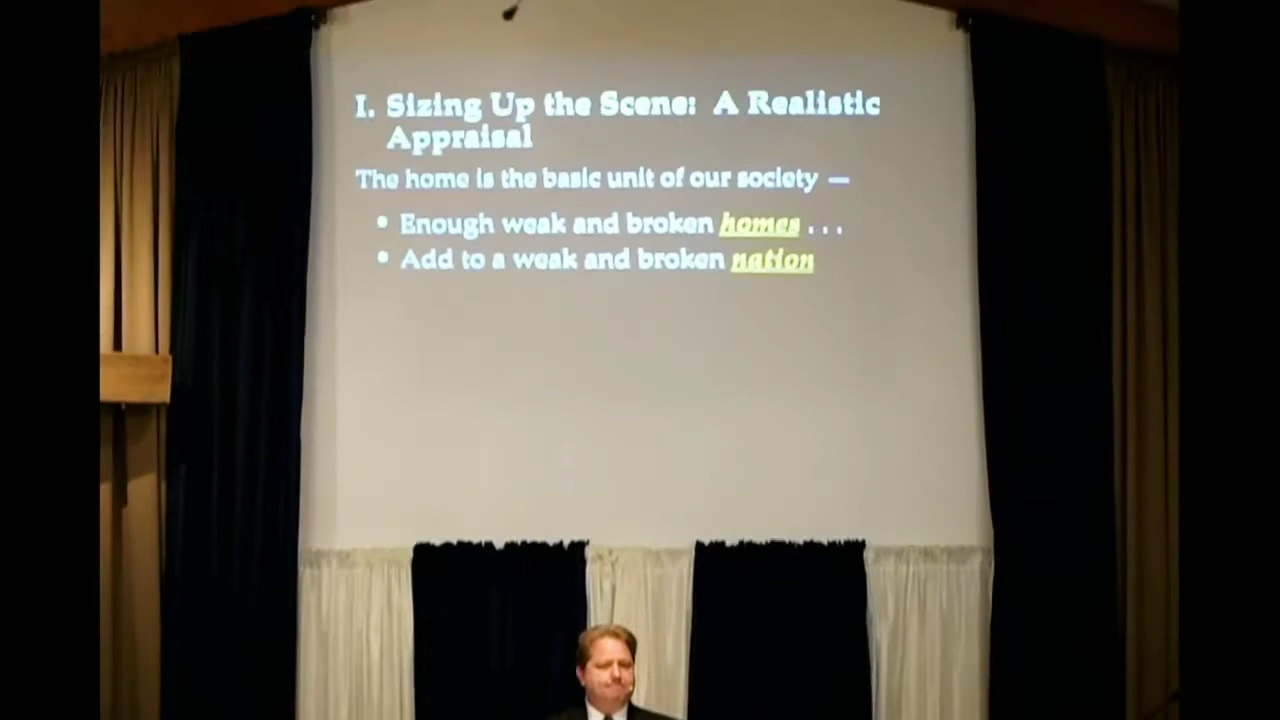 I. Sizing Up the Scene: A Realistic
Appraisal
The home is the basic unit of our society —
• Enough weak and broken homes . . .
• Add to a weak and broken nation